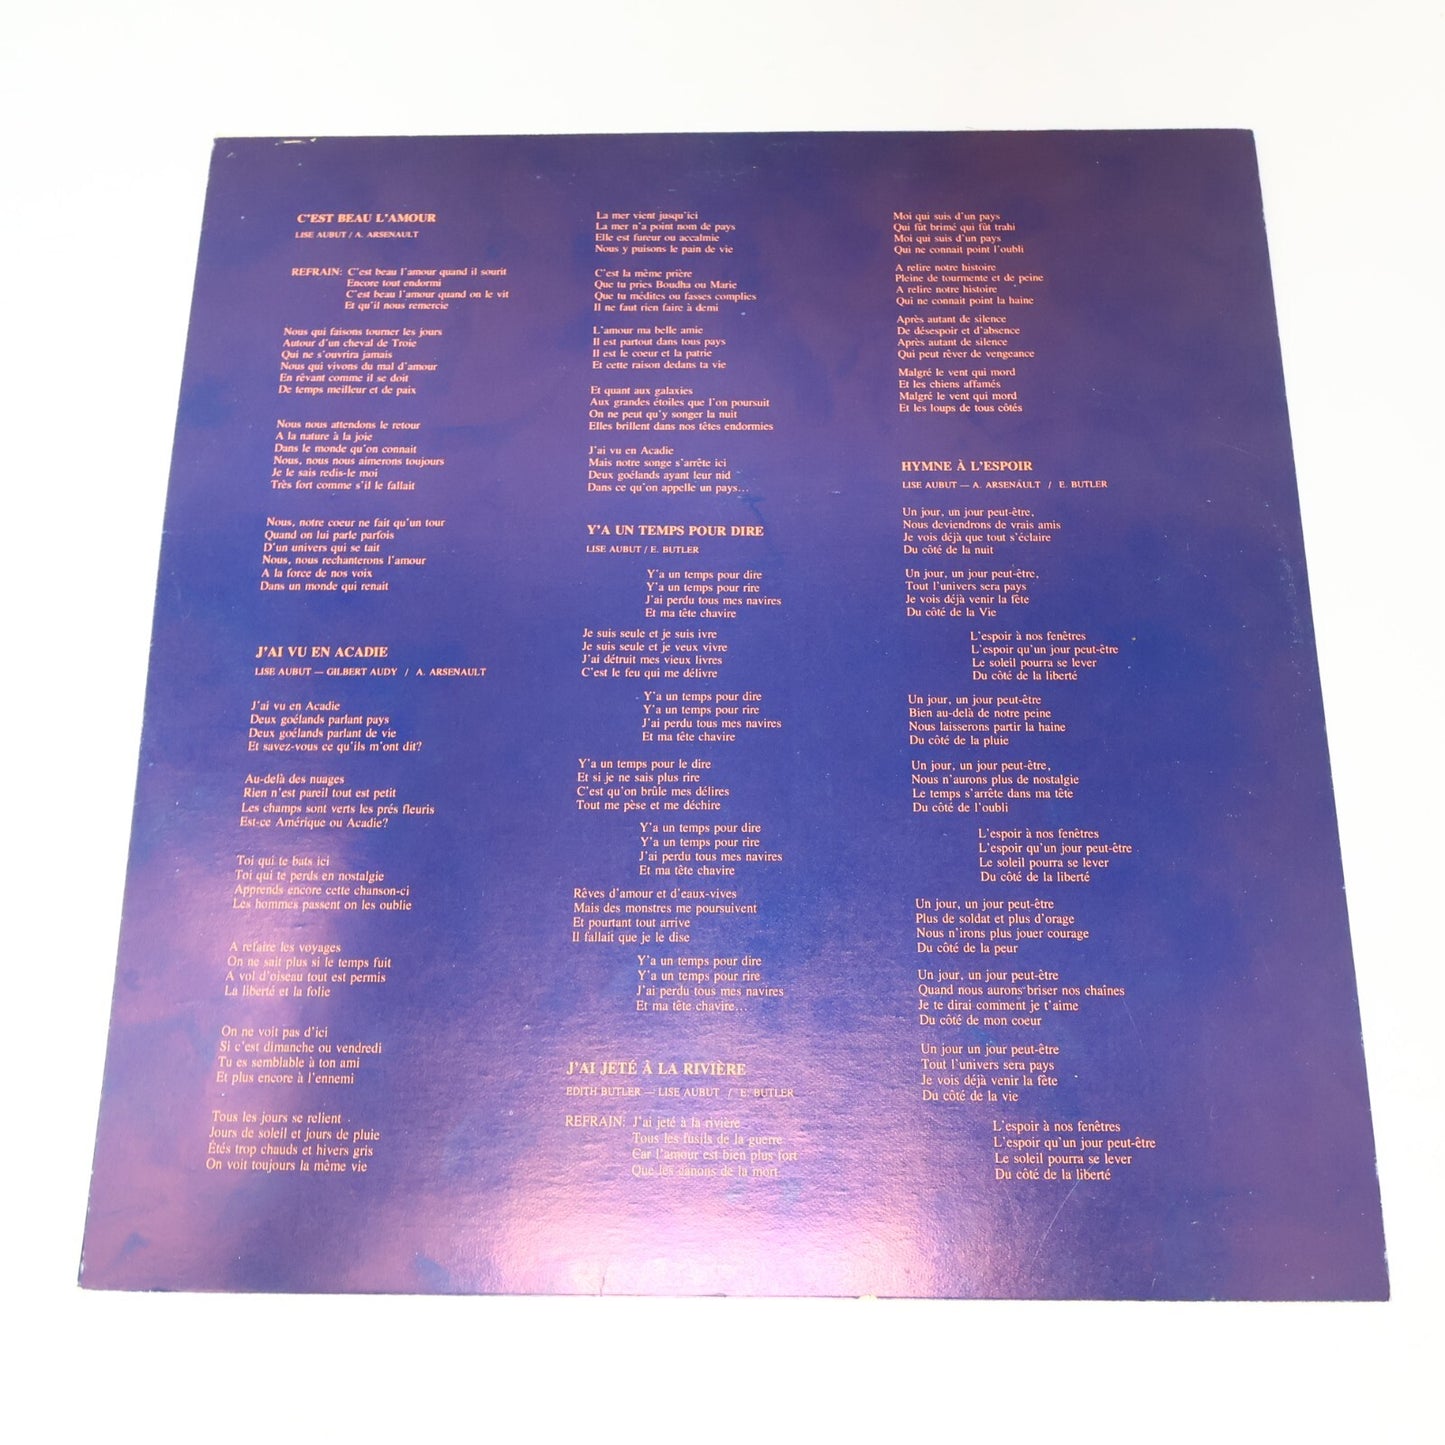 C'EST BEAU L'AMOUR
LISE AUBUT / A. ARSENAULT
REFRAIN: C'est beau l'amour quand il sourit
Encore tout endormi
C'est beau l'amour quand on le vit
Et qu'il nous remercie
Nous qui faisons tourner les jours
Autour d'un cheval de Troie
Qui ne s'ouvrira jamais
Nous qui vivons du mal d'amour
En rêvant comme il se doit
De temps meilleur et de paix
Nous nous attendons le retour
A la nature à la joie
Dans le monde qu'on connait
Nous, nous nous aimerons toujours
Je le sais redis-le moi
Très fort comme s'il le fallait
Nous, notre coeur ne fait qu'un tour
Quand on lui parle parfois
D'un univers qui se tait
Nous, nous rechanterons l'amour
A la force de nos voix
Dans un monde qui renait
J'AI VU EN ACADIE
LISE AUBUT — GILBERT AUDY / A. ARSENAULT
J'ai vu en Acadie
Deux goélands parlant pays
Deux goélands parlant de vie
Et savez-vous ce qu'ils m'ont dit?
Au-delà des nuages
Rien n'est pareil tout est petit
Les champs sont verts les prés fleuris
Est-ce Amérique ou Acadie?
Toi qui te bats ici
Toi qui te perds en nostalgie
Apprends encore cette chanson-ci
Les hommes passent on les oublie
A refaire les voyages
On ne sait plus si le temps fuit
A vol d'oiseau tout est permis
La liberté et la folie
On ne voit pas d'ici
Si c'est dimanche ou vendredi
Tu es semblable à ton ami
Et plus encore à l'ennemi
Tous les jours se relient
Jours de soleil et jours de pluie
Étés trop chauds et hivers gris
On voit toujours la même vie
La mer vient jusqu'ici
La mer n'a point nom de pays
Elle est fureur ou accalmie
Nous y puisons le pain de vie
C'est la même prière
Que tu pries Boudha ou Marie
Que tu médites ou fasses complies
Il ne faut rien faire à demi
L'amour ma belle amie
Il est partout dans tous pays
Il est le coeur et la patrie
Et cette raison dedans ta vie
Et quant aux galaxies
Aux grandes étoiles que l'on poursuit
On ne peut qu'y songer la nuit
Elles brillent dans nos têtes endormies
J'ai vu en Acadie
Mais notre songe s'arrête ici
Deux goélands ayant leur nid
Dans ce qu'on appelle un pays...
Y'A UN TEMPS POUR DIRE
LISE AUBUT / E. BUTLER
Y'a un temps pour dire
Y'a un temps pour rire
J'ai perdu tous mes navires
Et ma tête chavire
Je suis seule et je suis ivre
Je suis seule et je veux vivre
J'ai détruit mes vieux livres
C'est le feu qui me délivre
Y'a un temps pour dire
Y'a un temps pour rire
J'ai perdu tous mes navires
Et ma tête chavire
Y'a un temps pour le dire
Et si je ne sais plus rire
C'est qu'on brûle mes délires
Tout me pèse et me déchire
Y'a un temps pour dire
Y'a un temps pour rire
J'ai perdu tous mes navires
Et ma tête chavire
Rêves d'amour et d'eaux-vives
Mais des monstres me poursuivent
Et pourtant tout arrive
Il fallait que je le dise
Y'a un temps pour dire
Y'a un temps pour rire
J'ai perdu tous mes navires
Et ma tête chavire...
J'AI JETÉ À LA RIVIÈRE
EDITH BUTLER — LISE AUBUT / E. BUTLER
REFRAIN: J'ai jeté à la rivière
Tous les fusils de la guerre
Car l'amour est bien plus fort
Que les canons de la mort
Moi qui suis d'un pays
Qui fût brimé qui fût trahi
Moi qui suis d'un pays
Qui ne connait point l'oubli
A relire notre histoire
Pleine de tourmente et de peine
A relire notre histoire
Qui ne connait point la haine
Après autant de silence
De désespoir et d'absence
Après autant de silence
Qui peut rêver de vengeance
Malgré le vent qui mord
Et les chiens affamés
Malgré le vent qui mord
Et les loups de tous côtés
HYMNE À L'ESPOIR
LISE AUBUT — A. ARSENAULT / E. BUTLER
Un jour, un jour peut-être,
Nous deviendrons de vrais amis
Je vois déjà que tout s'éclaire
Du côté de la nuit
Un jour, un jour peut-être,
Tout l'univers sera pays
Je vois déjà venir la fête
Du côté de la Vie
L'espoir à nos fenêtres
L'espoir qu'un jour peut-être
Le soleil pourra se lever
Du côté de la liberté
Un jour, un jour peut-être
Bien au-delà de notre peine
Nous laisserons partir la haine
Du côté de la pluie
Un jour, un jour peut-être,
Nous n'aurons plus de nostalgie
Le temps s'arrête dans ma tête
Du côté de l'oubli
L'espoir à nos fenêtres
L'espoir qu'un jour peut-être
Le soleil pourra se lever
Du côté de la liberté
Un jour, un jour peut-être
Plus de soldat et plus d'orage
Nous n'irons plus jouer courage
Du côté de la peur
Un jour, un jour peut-être
Quand nous aurons briser nos chaînes
Je te dirai comment je t'aime
Du côté de mon coeur
Un jour un jour peut-être
Tout l'univers sera pays
Je vois déjà venir la fête
Du côté de la vie
L'espoir à nos fenêtres
L'espoir qu'un jour peut-être
Le soleil pourra se lever
Du côté de la liberté